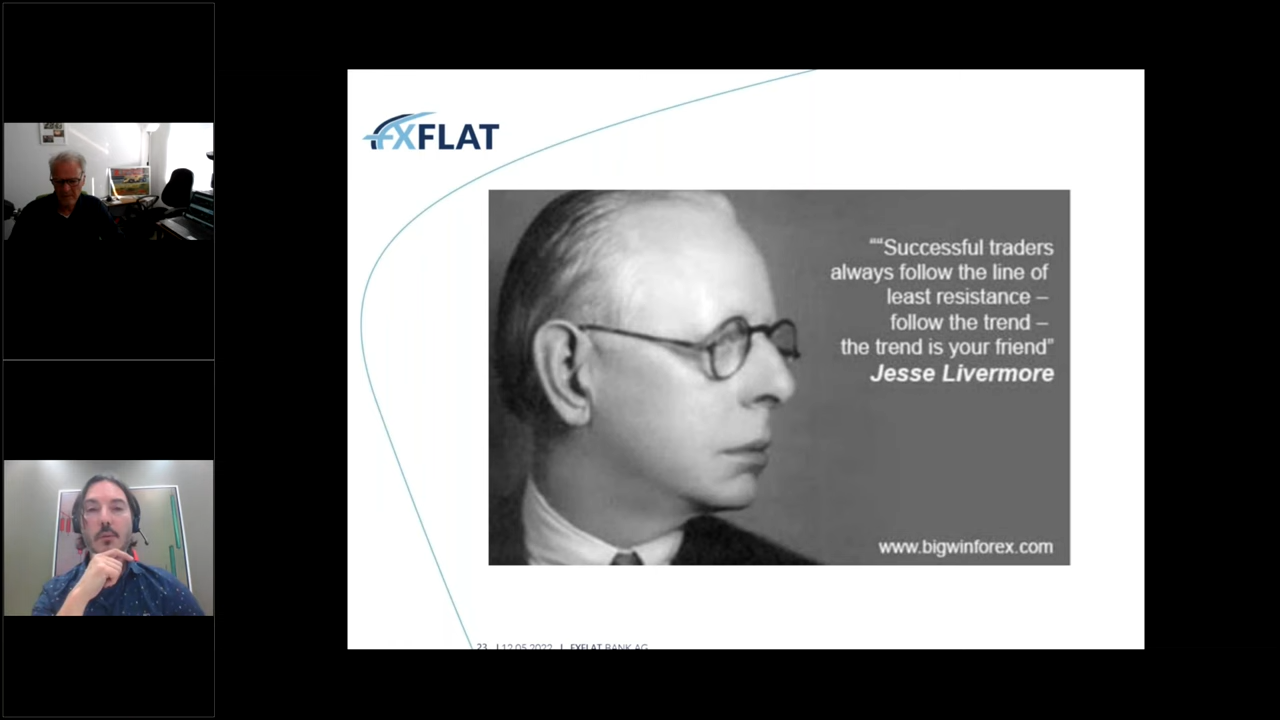 FXFLAT
““Successful traders
always follow the line of
least resistance –
follow the trend –
the trend is your friend”
Jesse Livermore
www.bigwinforex.com
23 | 12.05.2022 | FXFLAT BANK AG